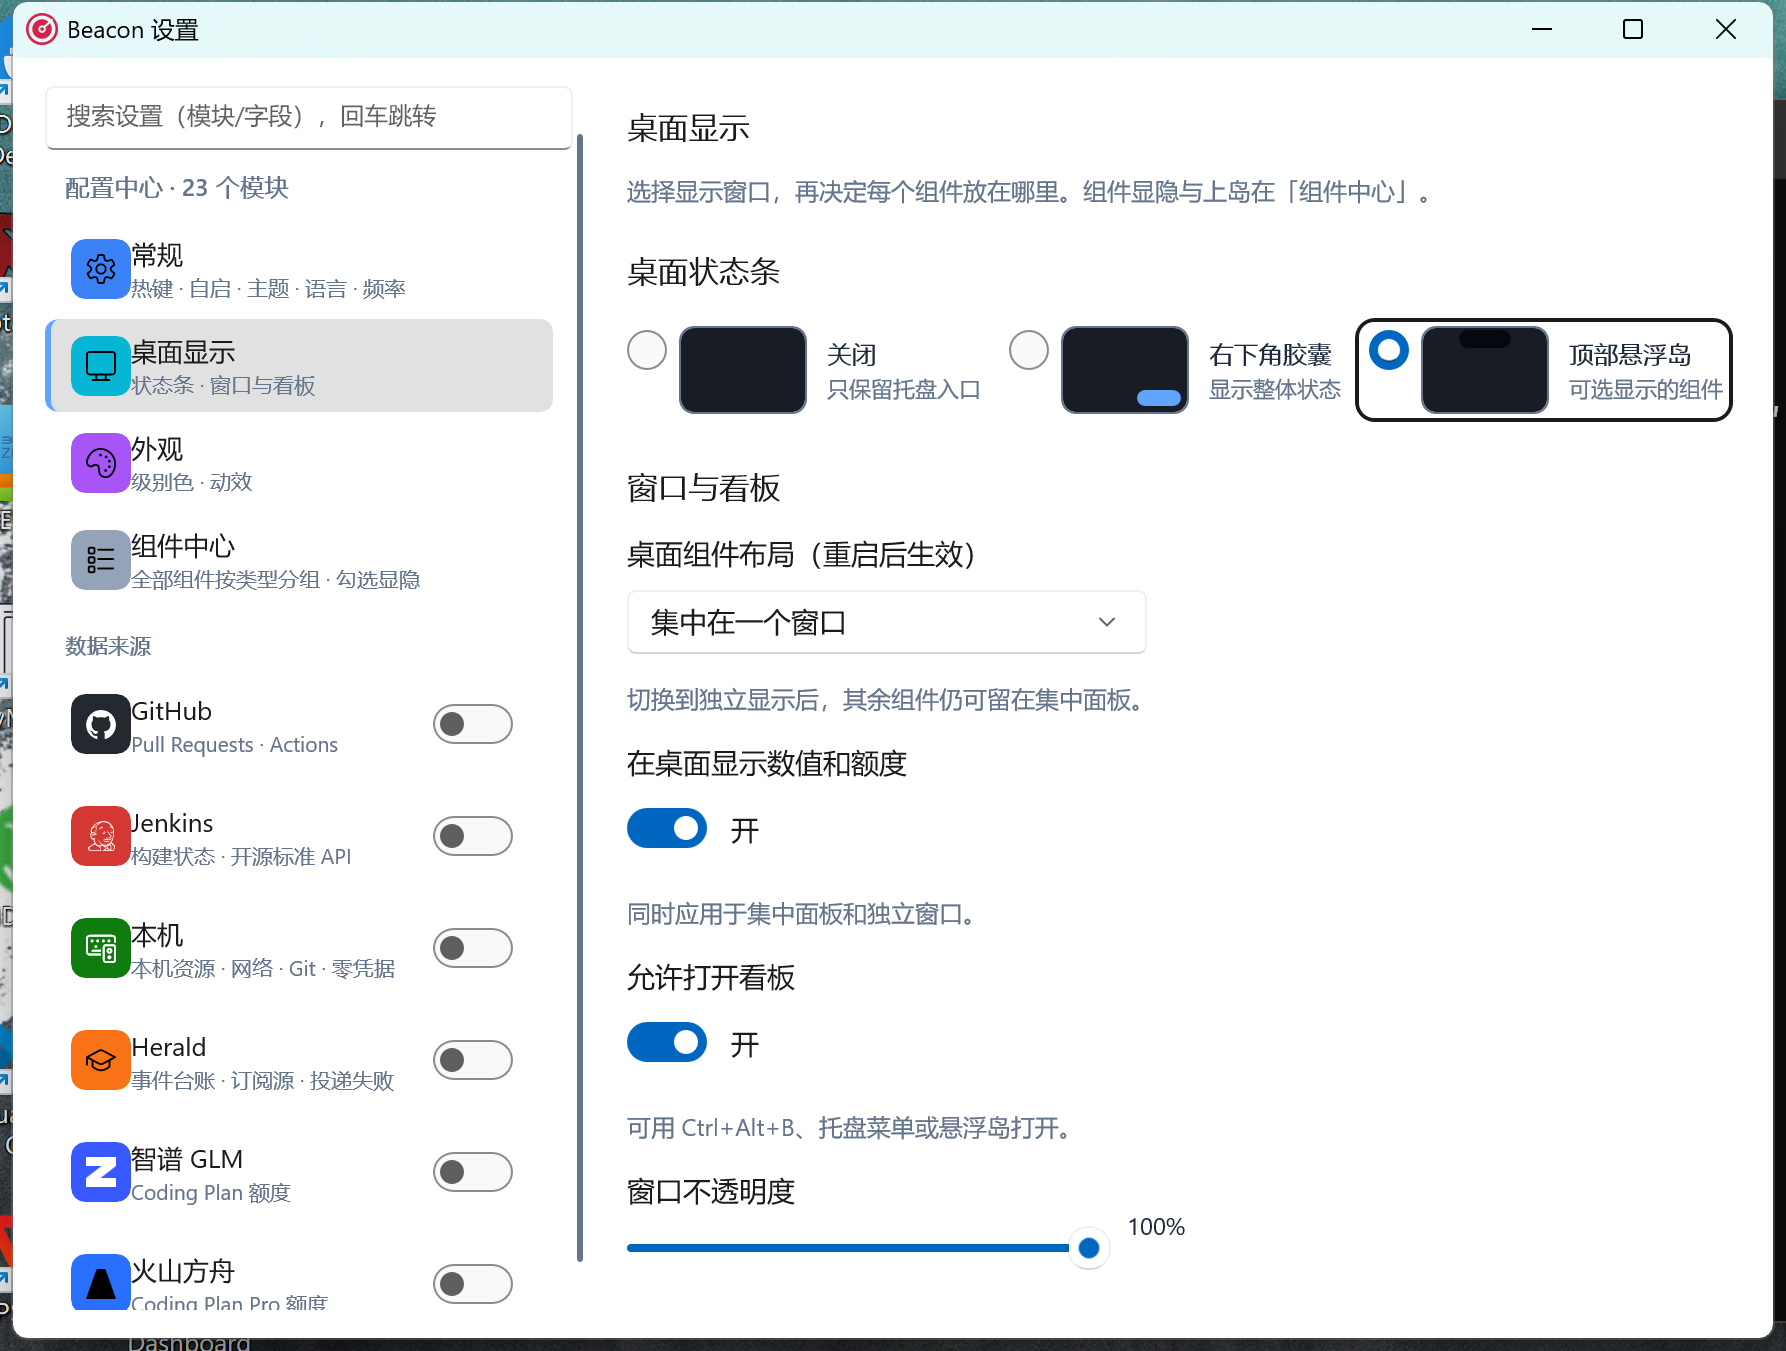 Beacon 设置
搜索设置（模块/字段），回车跳转
配置中心 · 23 个模块
常规
热键 · 自启 · 主题 · 语言 · 频率
桌面显示
状态条 · 窗口与看板
外观
级别色 · 动效
组件中心
全部组件按类型分组 · 勾选显隐
数据来源
GitHub
Pull Requests · Actions
Jenkins
构建状态 · 开源标准 API
本机
本机资源 · 网络 · Git · 零凭据
Herald
事件台账 · 订阅源 · 投递失败
智谱 GLM
Coding Plan 额度
火山方舟
Coding Plan Pro 额度
桌面显示
选择显示窗口，再决定每个组件放在哪里。组件显隐与上岛在「组件中心」。
桌面状态条
关闭
只保留托盘入口
右下角胶囊
显示整体状态
顶部悬浮岛
可选显示的组件
窗口与看板
桌面组件布局（重启后生效）
集中在一个窗口
切换到独立显示后，其余组件仍可留在集中面板。
在桌面显示数值和额度
开
同时应用于集中面板和独立窗口。
允许打开看板
开
可用 Ctrl+Alt+B、托盘菜单或悬浮岛打开。
窗口不透明度
100%
Dashboard